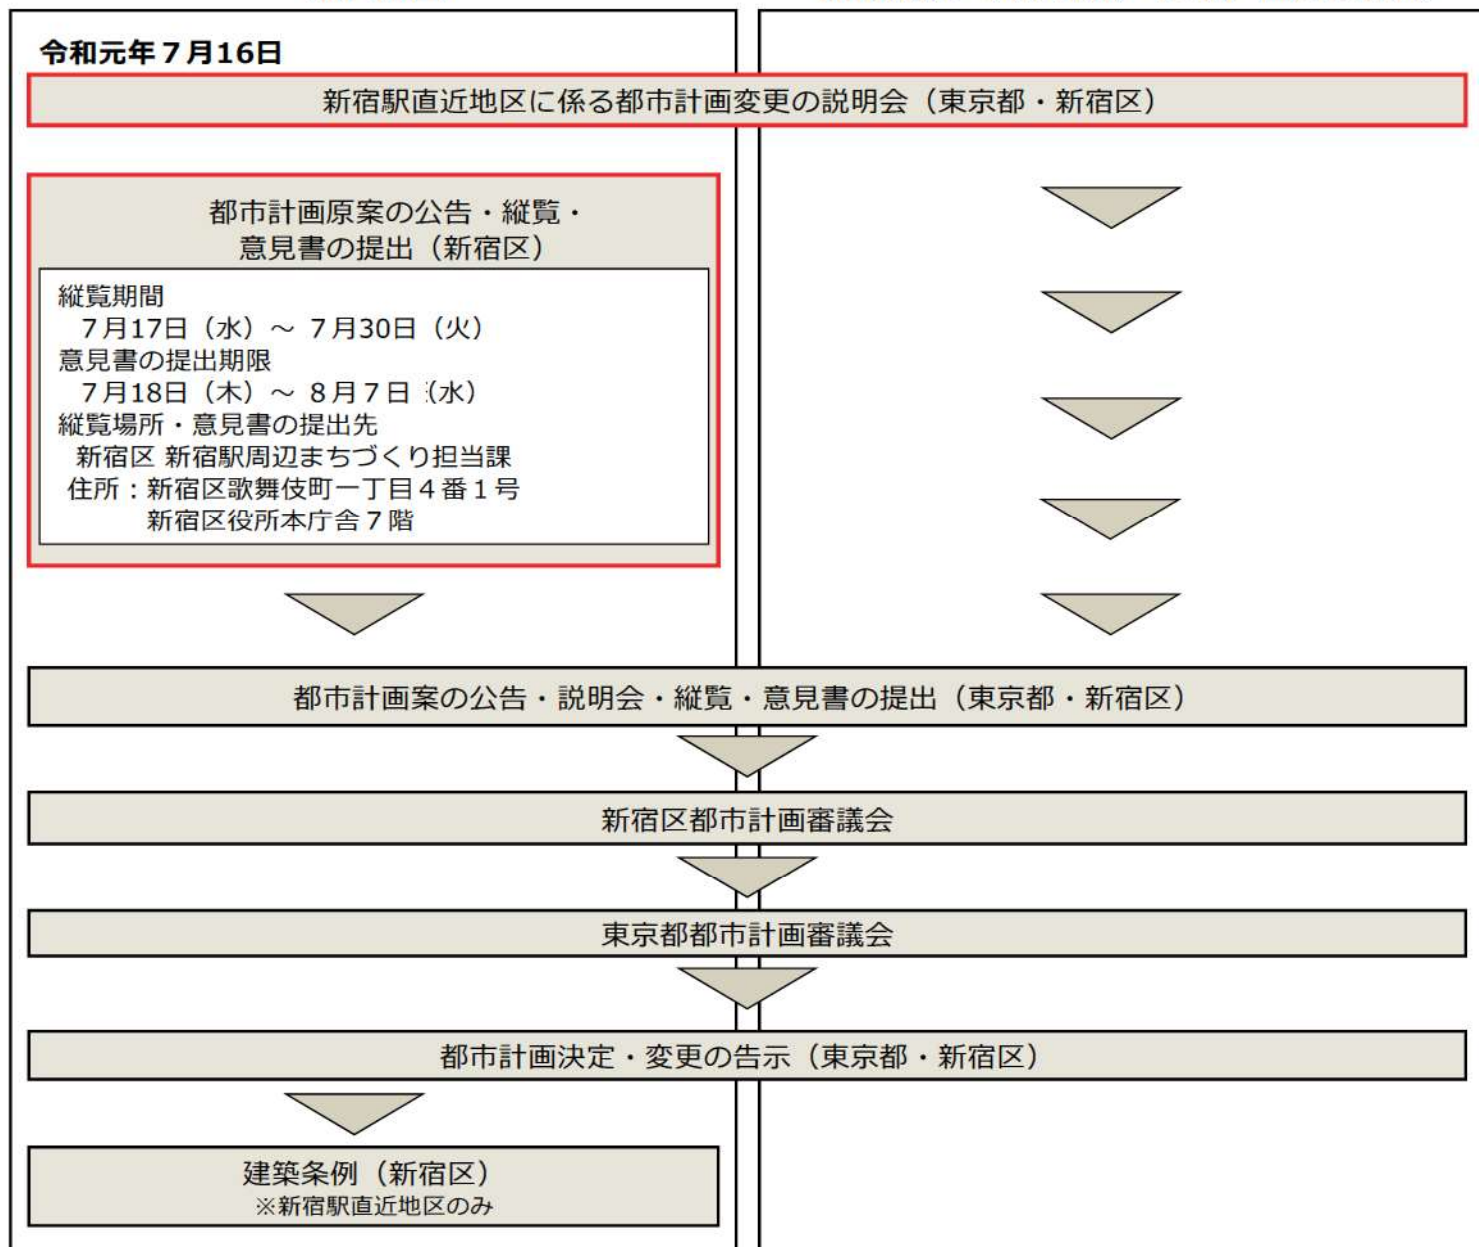 令和元年７月16日
新宿駅直近地区に係る都市計画変更の説明会（東京都・新宿区）
都市計画原案の公告・縦覧・
意見書の提出（新宿区）
縦覧期間
７月17日（水）～ ７月30日（火）
意見書の提出期限
７月18日（木）～ ８月７日（水）
縦覧場所・意見書の提出先
新宿区 新宿駅周辺まちづくり担当課
住所：新宿区歌舞伎町一丁目４番１号
新宿区役所本庁舎７階
都市計画案の公告・説明会・縦覧・意見書の提出（東京都・新宿区）
新宿区都市計画審議会
東京都都市計画審議会
都市計画決定・変更の告示（東京都・新宿区）
建築条例（新宿区）
※新宿駅直近地区のみ